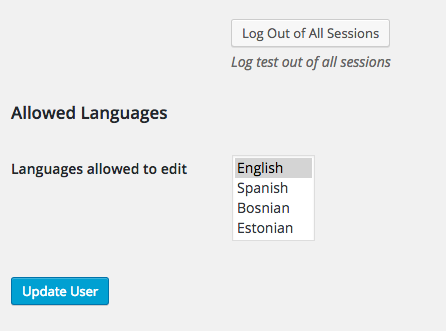 Log Out of All Sessions
Log test out of all sessions
Allowed Languages
Languages allowed to edit
English
Spanish
Bosnian
Estonian
Update User